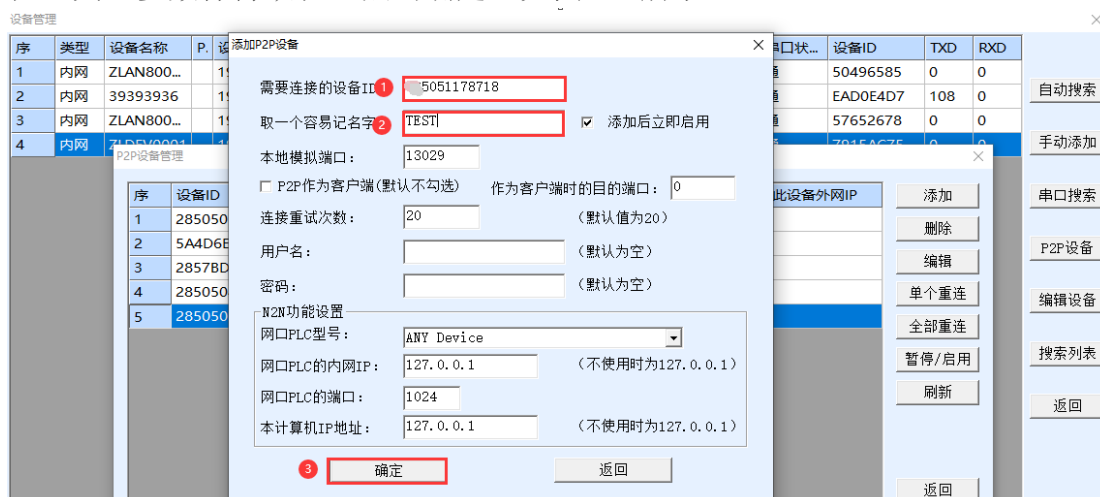 设备管理
序 类型 设备名称 P. 设 串口状... 设备ID TXD RXD
1 内网 ZLAN800... 19 50496585 0 0
2 内网 39393936 19 EAD0E4D7 108 0
3 内网 ZLAN800... 19 57652678 0 0
4 内网
自动搜索
手动添加
串口搜索
P2P设备
编辑设备
搜索列表
返回
P2P设备管理
序 设备ID 此设备外网IP
1 285050
2 5A4D6E
3 2857BD
4 285050
5 285050
添加
删除
编辑
单个重连
全部重连
暂停/启用
刷新
返回
添加P2P设备
需要连接的设备ID 1 5051178718
取一个容易记名字 2 TEST 添加后立即启用
本地模拟端口: 13029
P2P作为客户端(默认不勾选) 作为客户端时的目的端口: 0
连接重试次数: 20 (默认值为20)
用户名: (默认为空)
密码: (默认为空)
N2N功能设置
网口PLC型号: ANY Device
网口PLC的内网IP: 127.0.0.1 (不使用时为127.0.0.1)
网口PLC的端口: 1024
本计算机IP地址: 127.0.0.1 (不使用时为127.0.0.1)
3 确定 返回